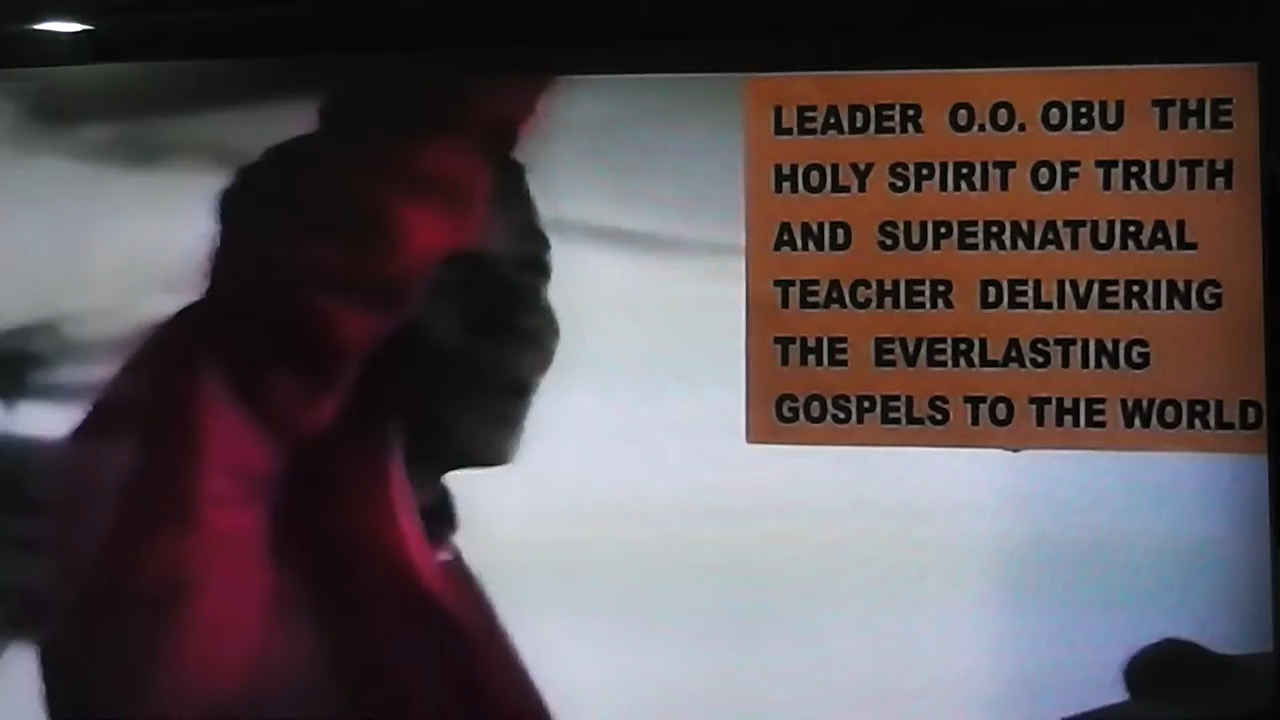 LEADER O.O. OBU THE
HOLY SPIRIT OF TRUTH
AND SUPERNATURAL
TEACHER DELIVERING
THE EVERLASTING
GOSPELS TO THE WORLD